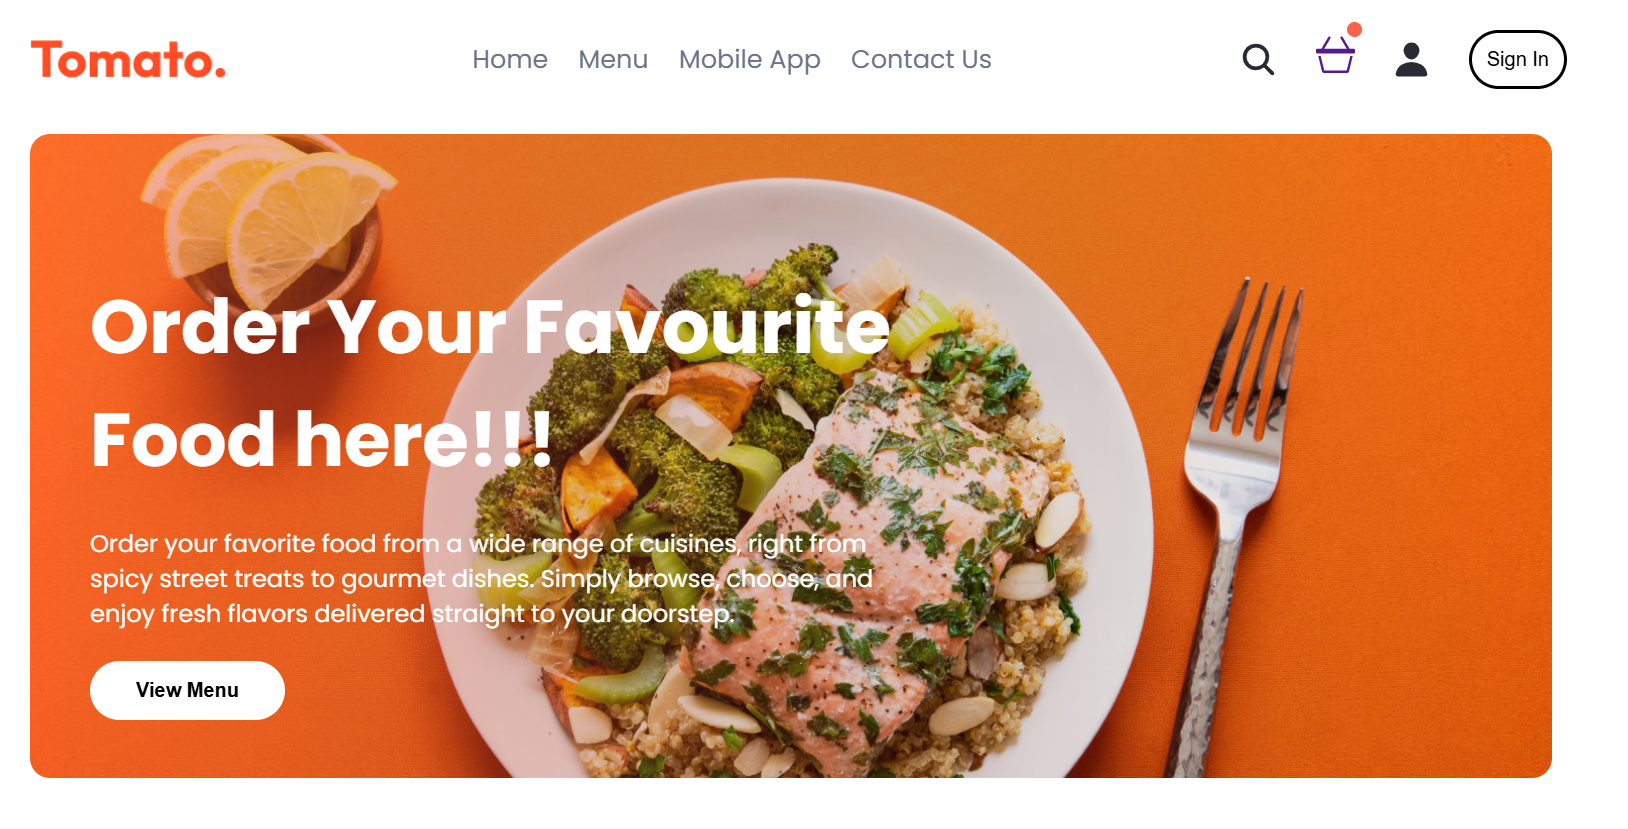 Tomato.
Home Menu Mobile App Contact Us
Sign In
Order Your Favourite
Food here!!!
Order your favorite food from a wide range of cuisines, right from
spicy street treats to gourmet dishes. Simply browse, choose, and
enjoy fresh flavors delivered straight to your doorstep.
View Menu